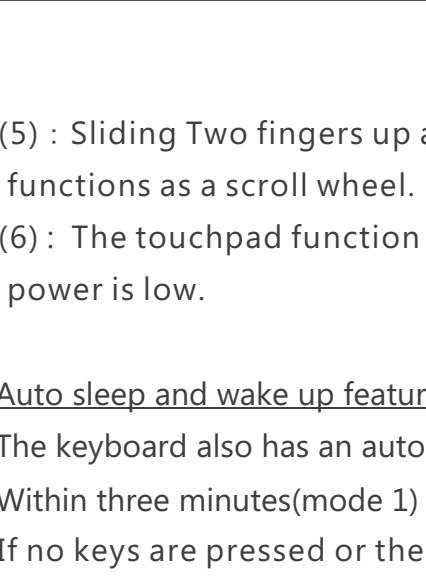 (5) : Sliding Two fingers up
functions as a scroll wheel.
(6) : The touchpad function
power is low.
Auto sleep and wake up featur
The keyboard also has an auto
Within three minutes(mode 1)
If no keys are pressed or the